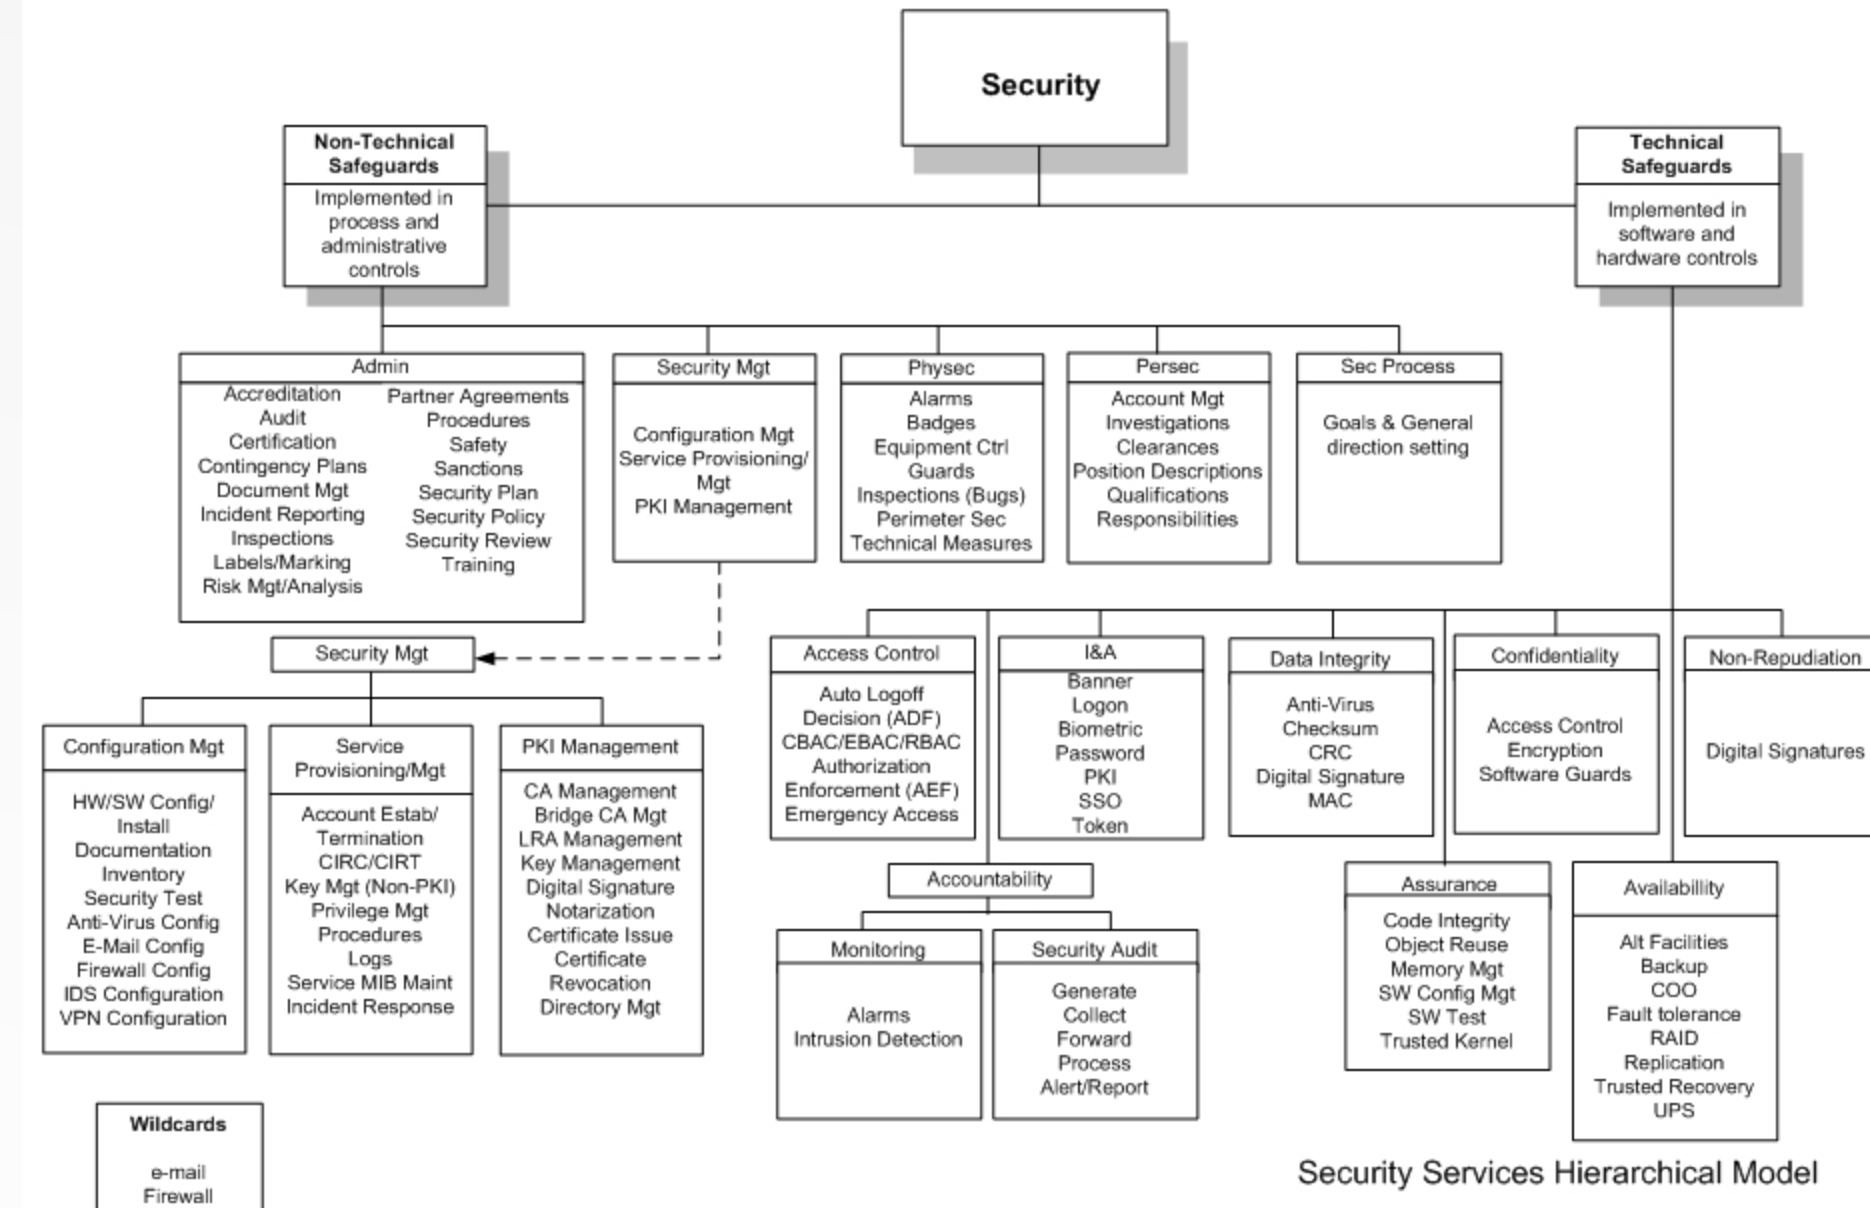 Security
Non-Technical
Safeguards
Implemented in
process and
administrative
controls
Technical
Safeguards
Implemented in
software and
hardware controls
Admin
Accreditation
Audit
Certification
Contingency Plans
Document Mgt
Incident Reporting
Inspections
Labels/Marking
Risk Mgt/Analysis
Partner Agreements
Procedures
Safety
Sanctions
Security Plan
Security Policy
Security Review
Training
Security Mgt
Configuration Mgt
Service Provisioning/
Mgt
PKI Management
Physec
Alarms
Badges
Equipment Ctrl
Guards
Inspections (Bugs)
Perimeter Sec
Technical Measures
Persec
Account Mgt
Investigations
Clearances
Position Descriptions
Qualifications
Responsibilities
Sec Process
Goals & General
direction setting
Security Mgt
Configuration Mgt
HW/SW Config/
Install
Documentation
Inventory
Security Test
Anti-Virus Config
E-Mail Config
Firewall Config
IDS Configuration
VPN Configuration
Service
Provisioning/Mgt
Account Estab/
Termination
CIRC/CIRT
Key Mgt (Non-PKI)
Privilege Mgt
Procedures
Logs
Service MIB Maint
Incident Response
PKI Management
CA Management
Bridge CA Mgt
LRA Management
Key Management
Digital Signature
Notarization
Certificate Issue
Certificate
Revocation
Directory Mgt
Access Control
Auto Logoff
Decision (ADF)
CBAC/EBAC/RBAC
Authorization
Enforcement (AEF)
Emergency Access
I&A
Banner
Logon
Biometric
Password
PKI
SSO
Token
Data Integrity
Anti-Virus
Checksum
CRC
Digital Signature
MAC
Confidentiality
Access Control
Encryption
Software Guards
Non-Repudiation
Digital Signatures
Accountability
Monitoring
Alarms
Intrusion Detection
Security Audit
Generate
Collect
Forward
Process
Alert/Report
Assurance
Code Integrity
Object Reuse
Memory Mgt
SW Config Mgt
SW Test
Trusted Kernel
Availabillity
Alt Facilities
Backup
COO
Fault tolerance
RAID
Replication
Trusted Recovery
UPS
Wildcards
e-mail
Firewall
Security Services Hierarchical Model